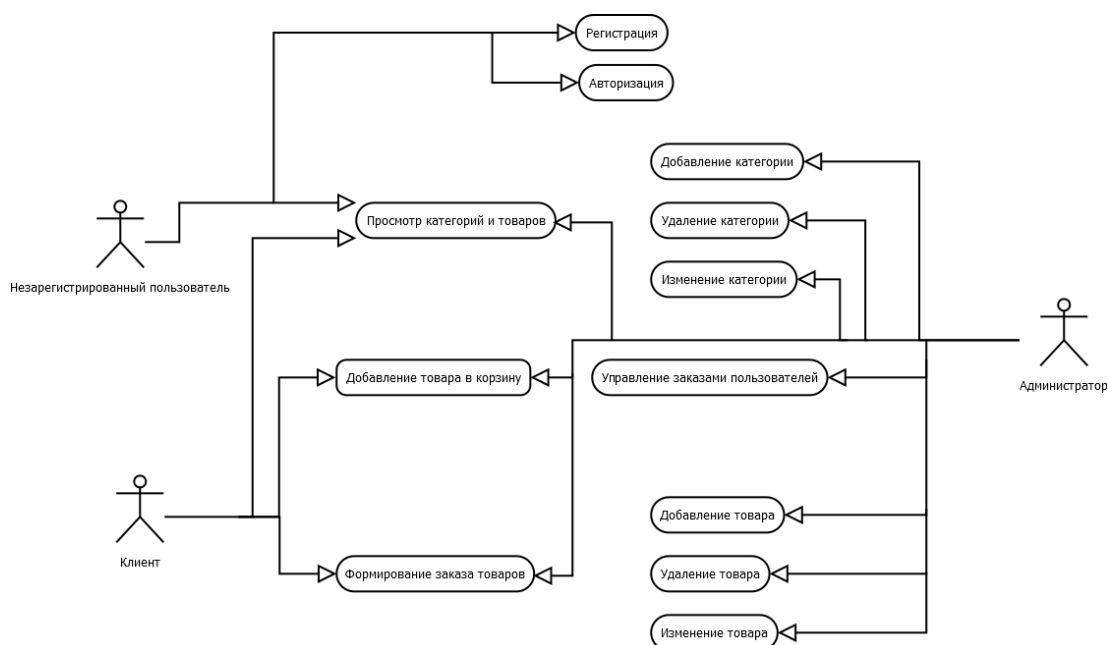 Регистрация
Авторизация
Добавление категории
Просмотр категорий и товаров
Удаление категории
Незарегистрированный пользователь
Изменение категории
Добавление товара в корзину
Управление заказами пользователей
Администратор
Добавление товара
Клиент
Формирование заказа товаров
Удаление товара
Изменение товара